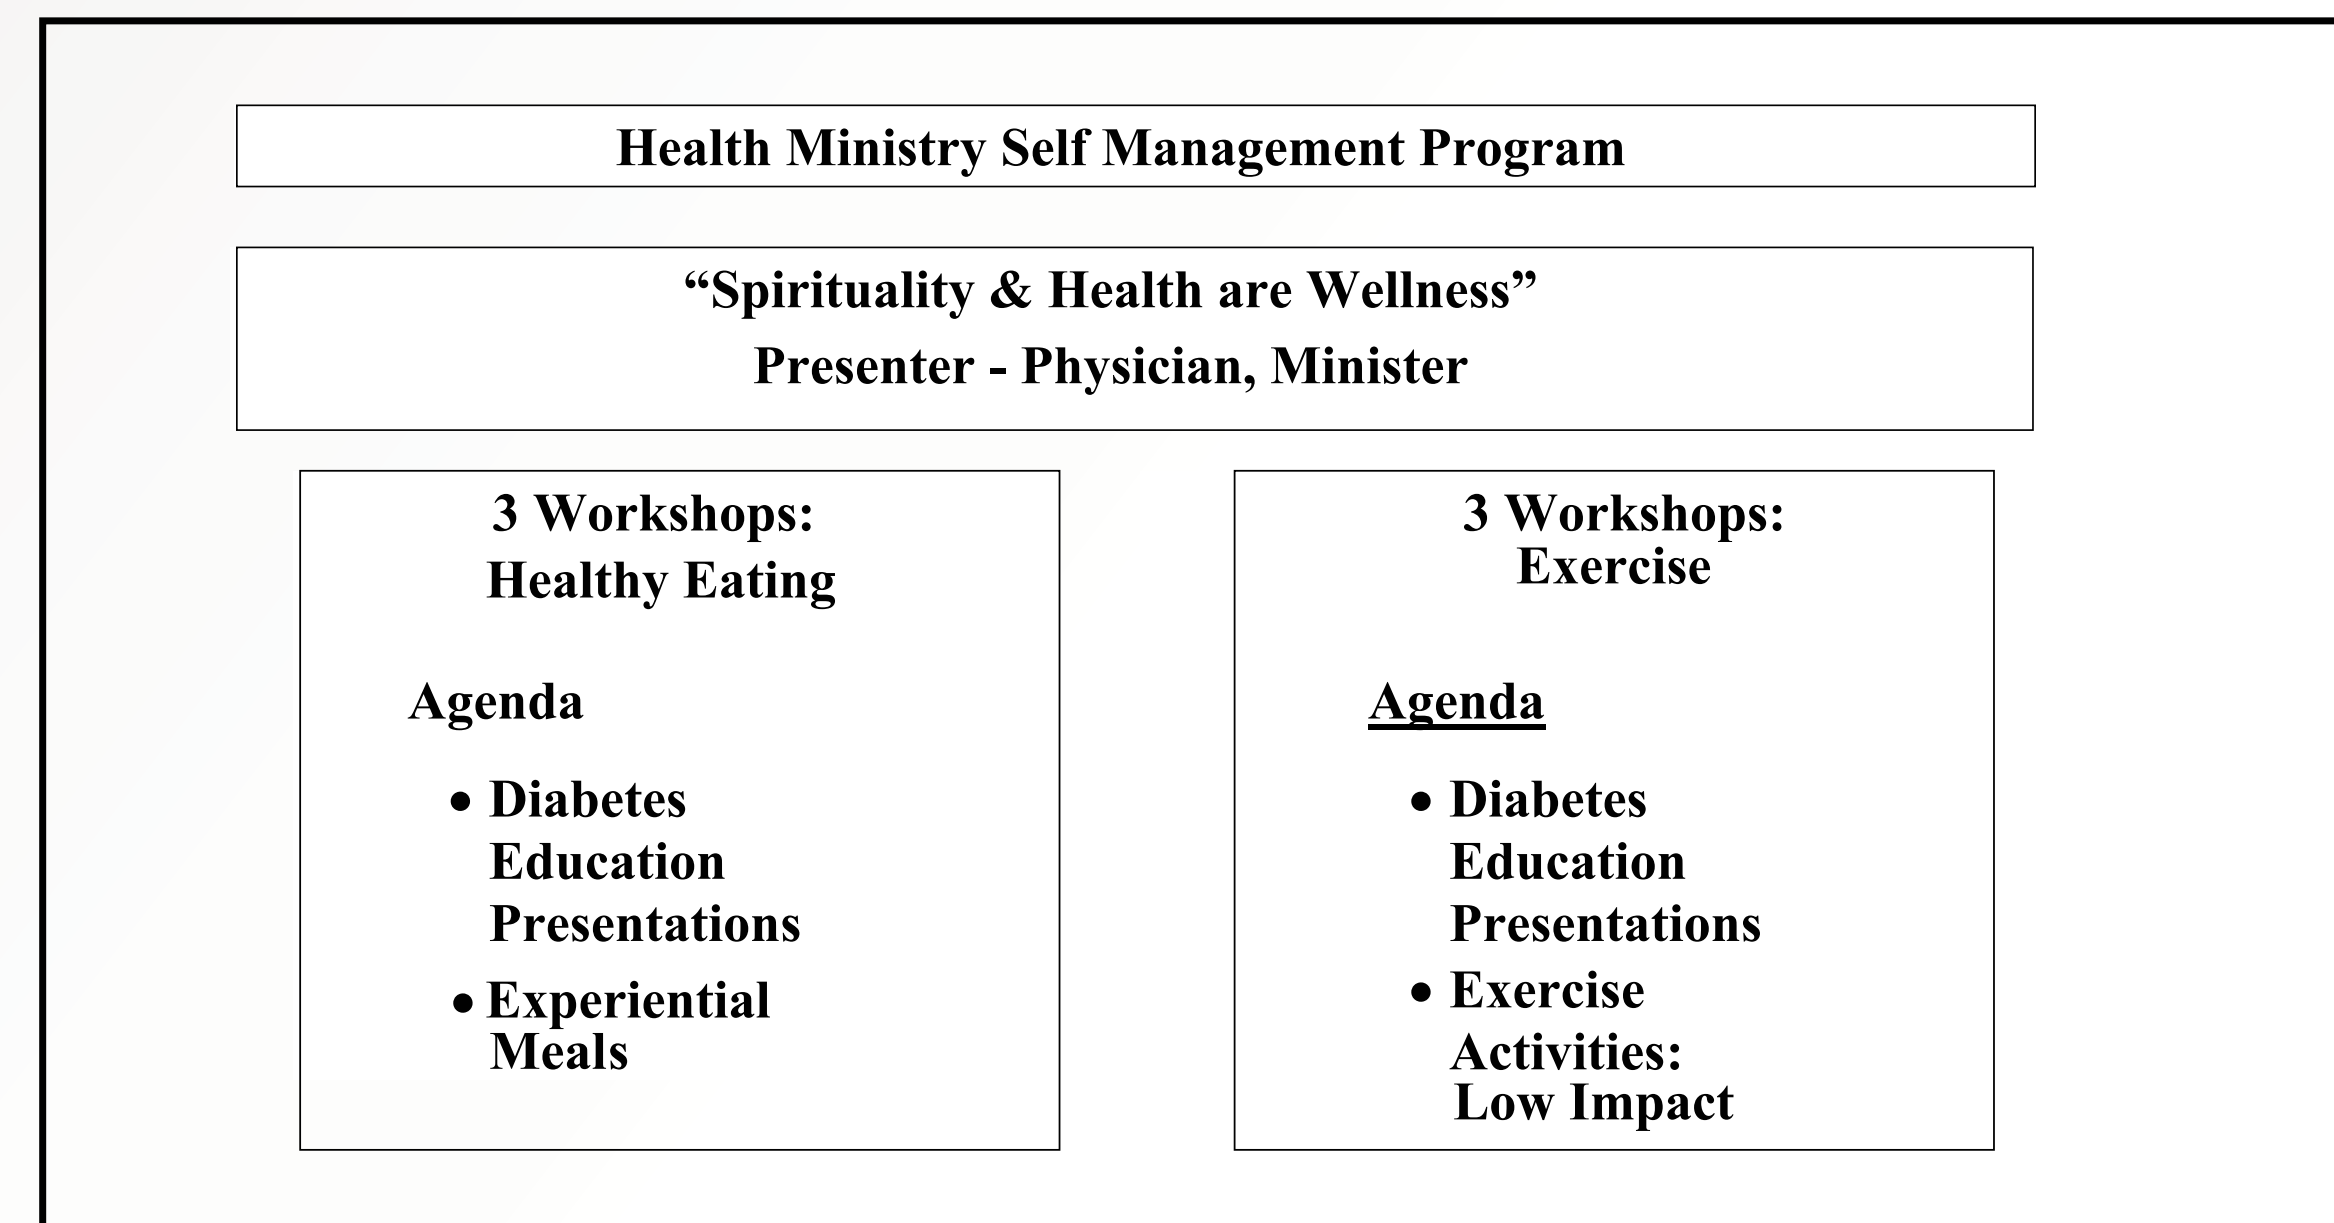 Health Ministry Self Management Program
“Spirituality & Health are Wellness”
Presenter - Physician, Minister
3 Workshops:
Healthy Eating
Agenda
• Diabetes
Education
Presentations
• Experiential
Meals
3 Workshops:
Exercise
Agenda
• Diabetes
Education
Presentations
• Exercise
Activities:
Low Impact